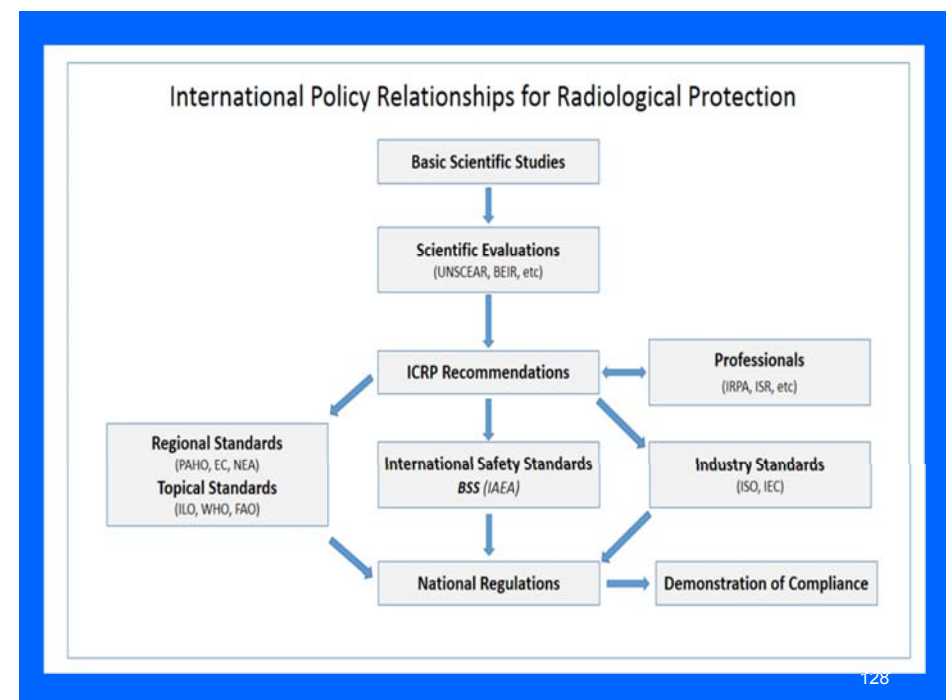 International Policy Relationships for Radiological Protection
Basic Scientific Studies
Scientific Evaluations
(UNSCEAR, BEIR, etc)
ICRP Recommendations
Professionals
(IRPA, ISR, etc)
Regional Standards
(PAHO, EC, NEA)
Topical Standards
(ILO, WHO, FAO)
International Safety Standards
BSS (IAEA)
Industry Standards
(ISO, IEC)
National Regulations
Demonstration of Compliance
128